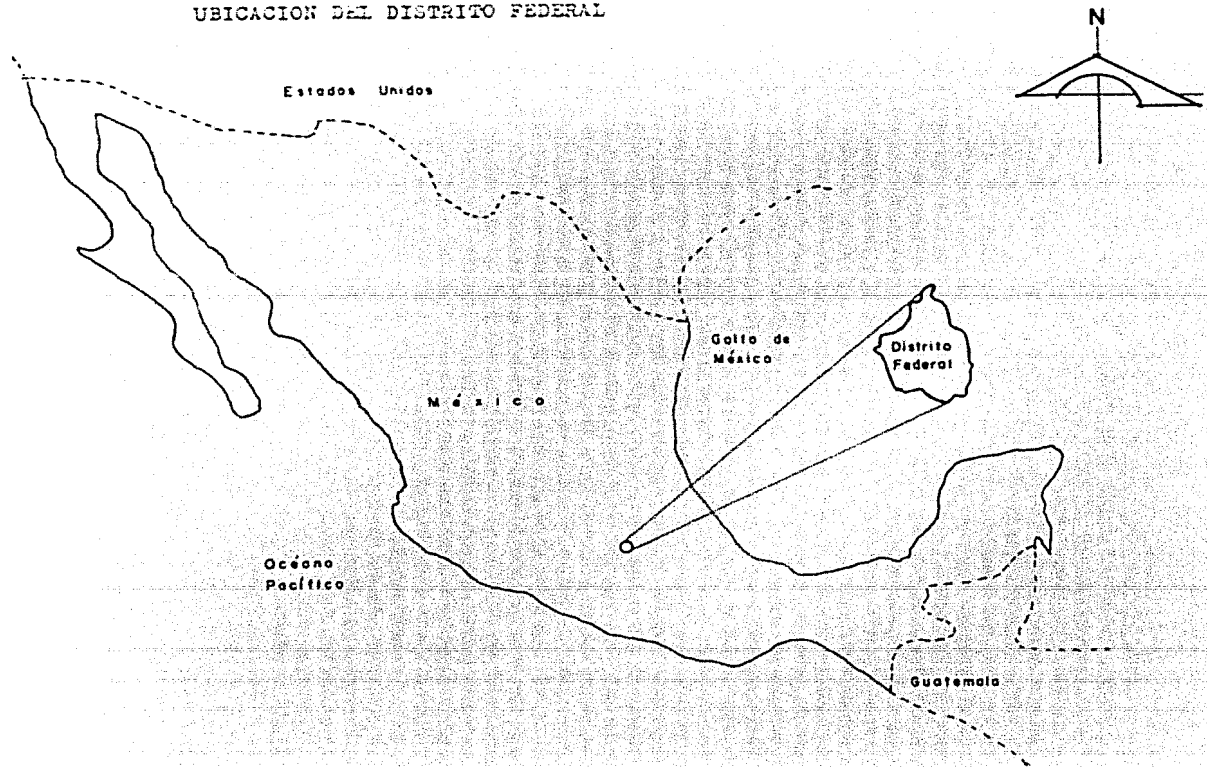 UBICACION DEL DISTRITO FEDERAL
N
Estados Unidos
Golfo de
México
Distrito
Federal
México
Océano
Pacífico
Guatemala